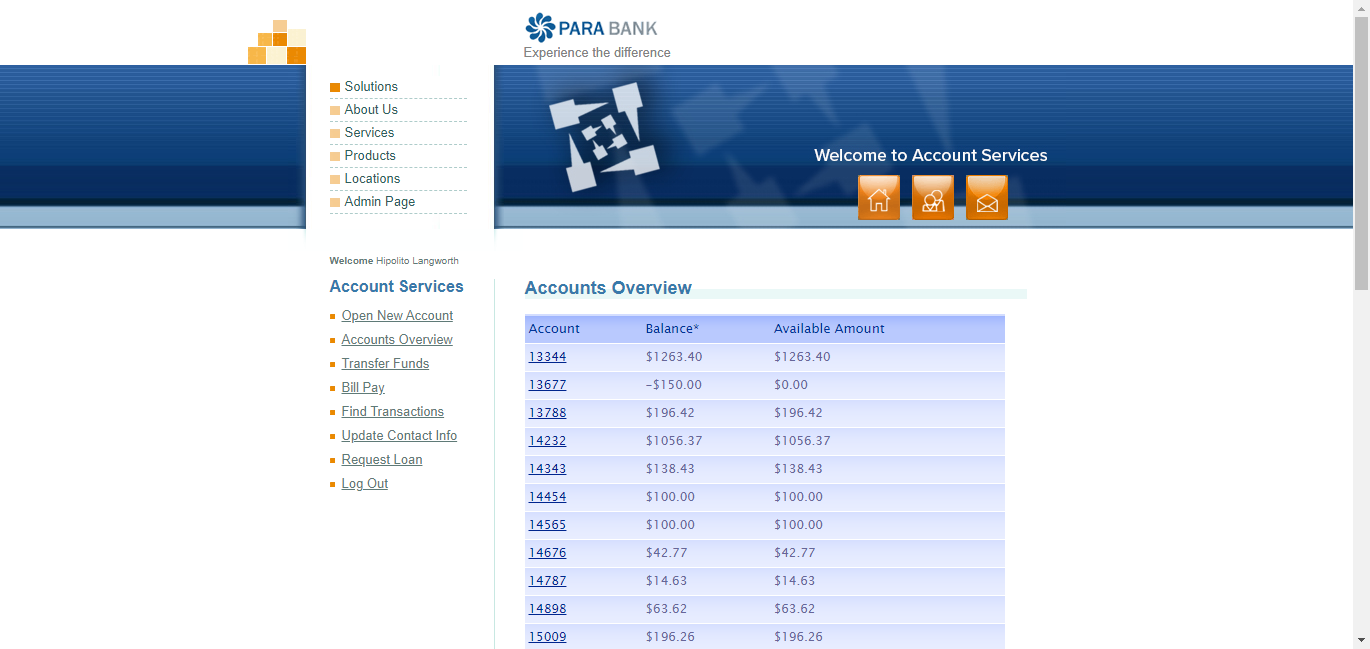 PARA BANK
Experience the difference
Solutions
About Us
Services
Products
Locations
Admin Page
Welcome to Account Services
Welcome Hipolito Langworth
Account Services
Open New Account
Accounts Overview
Transfer Funds
Bill Pay
Find Transactions
Update Contact Info
Request Loan
Log Out
Accounts Overview
Account Balance* Available Amount
13344 $1263.40 $1263.40
13677 -$150.00 $0.00
13788 $196.42 $196.42
14232 $1056.37 $1056.37
14343 $138.43 $138.43
14454 $100.00 $100.00
14565 $100.00 $100.00
14676 $42.77 $42.77
14787 $14.63 $14.63
14898 $63.62 $63.62
15009 $196.26 $196.26